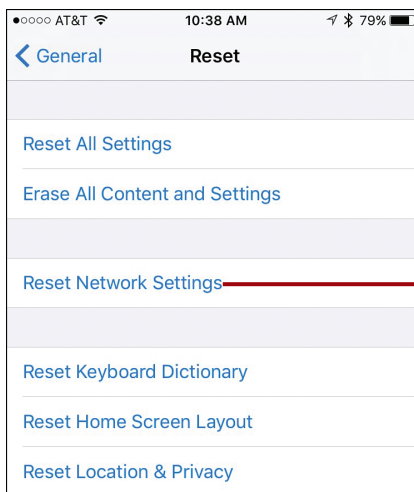 AT&T 10:38 AM 79%
General Reset
Reset All Settings
Erase All Content and Settings
Reset Network Settings
Reset Keyboard Dictionary
Reset Home Screen Layout
Reset Location & Privacy